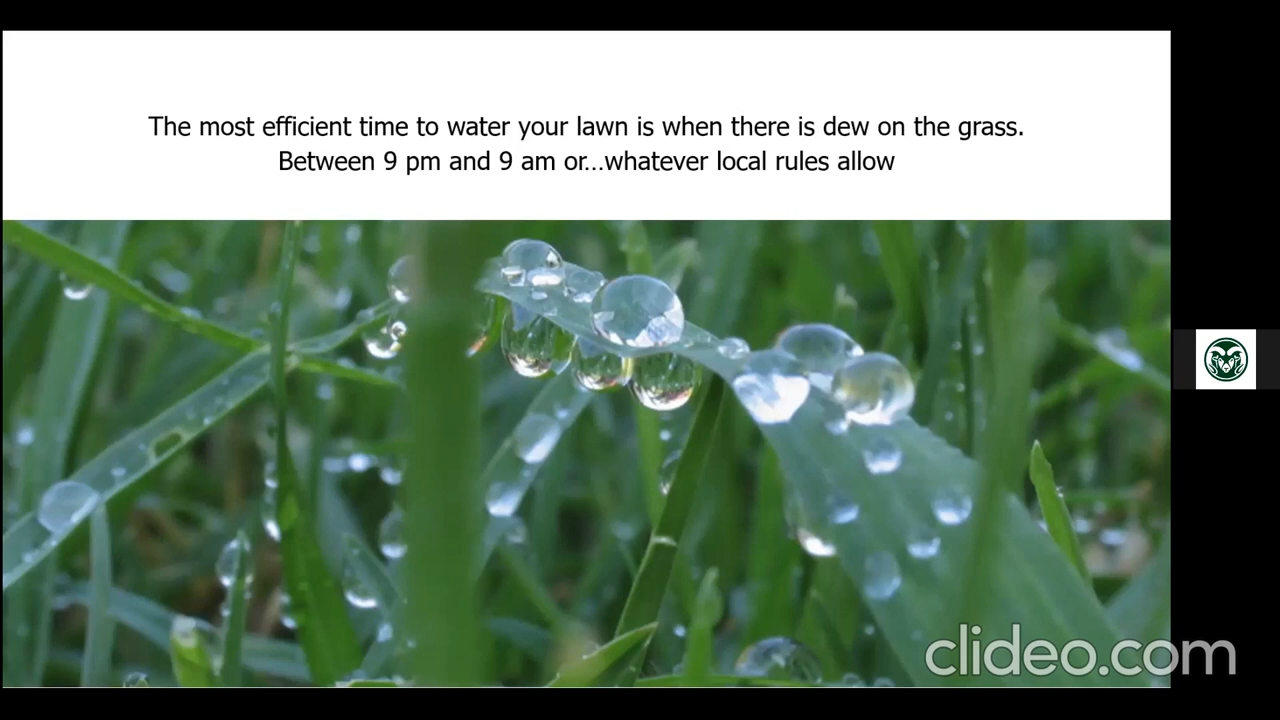 The most efficient time to water your lawn is when there is dew on the grass.
Between 9 pm and 9 am or...whatever local rules allow
clideo.com